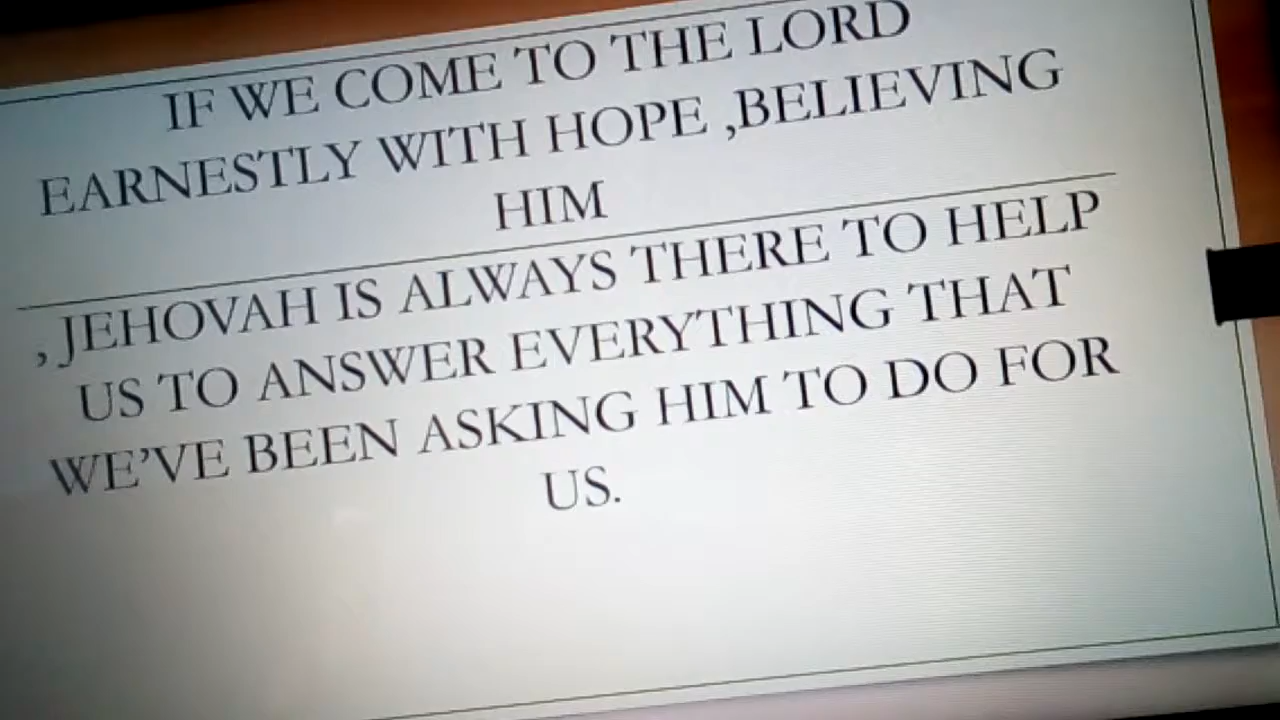 IF WE COME TO THE LORD
EARNESTLY WITH HOPE ,BELIEVING
HIM
, JEHOVAH IS ALWAYS THERE TO HELP
US TO ANSWER EVERYTHING THAT
WE'VE BEEN ASKING HIM TO DO FOR
US.